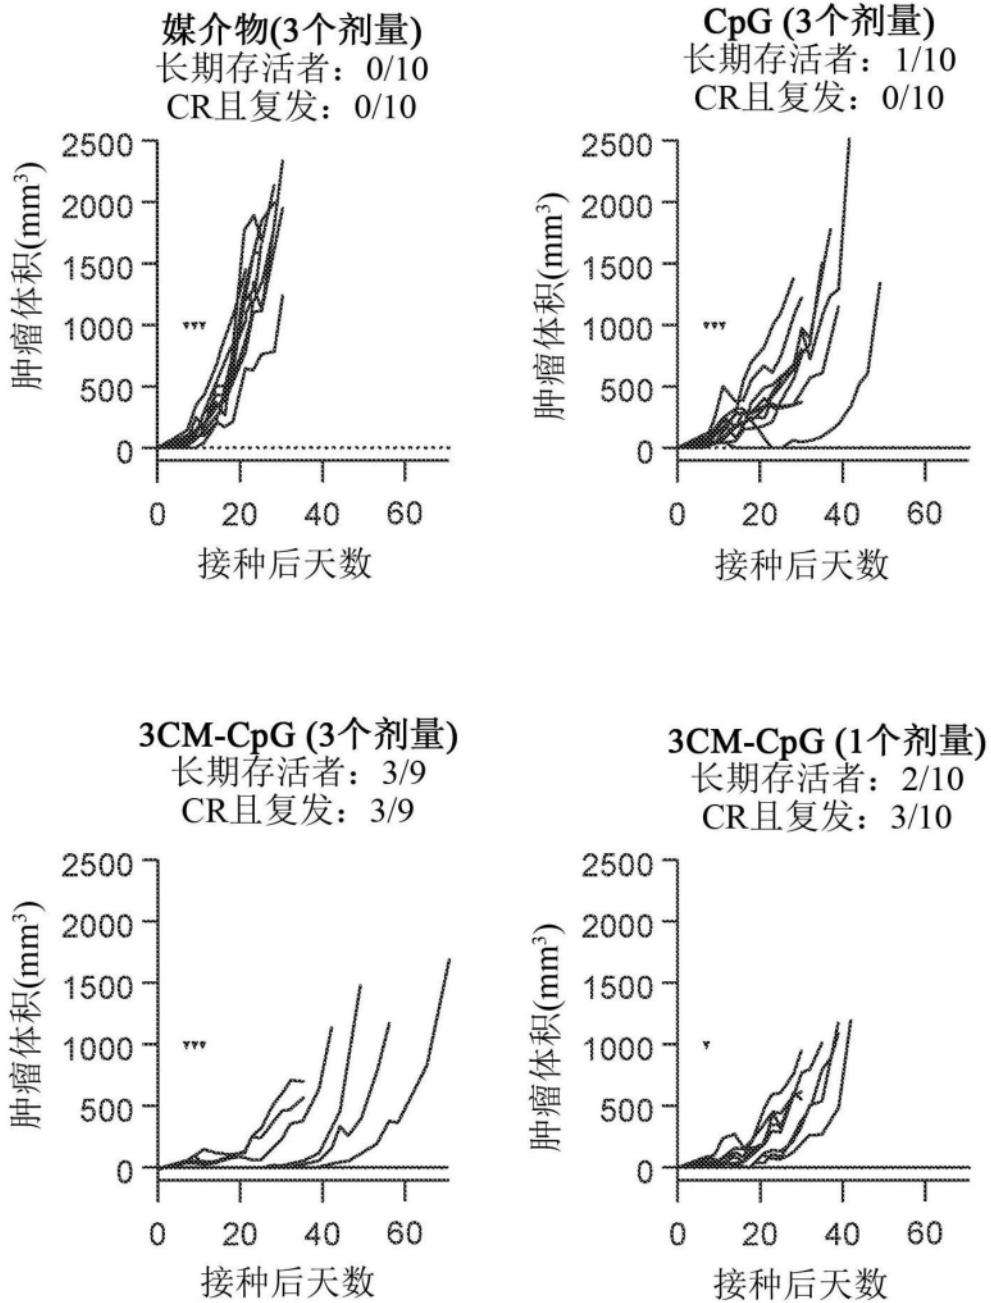 媒介物(3个剂量)
长期存活者：0/10
CR且复发：0/10
肿瘤体积(mm³)
2500
2000
1500
1000
500
0
0 20 40 60
接种后天数
CpG (3个剂量)
长期存活者：1/10
CR且复发：0/10
肿瘤体积(mm³)
2500
2000
1500
1000
500
0
0 20 40 60
接种后天数
3CM-CpG (3个剂量)
长期存活者：3/9
CR且复发：3/9
肿瘤体积(mm³)
2500
2000
1500
1000
500
0
0 20 40 60
接种后天数
3CM-CpG (1个剂量)
长期存活者：2/10
CR且复发：3/10
肿瘤体积(mm³)
2500
2000
1500
1000
500
0
0 20 40 60
接种后天数